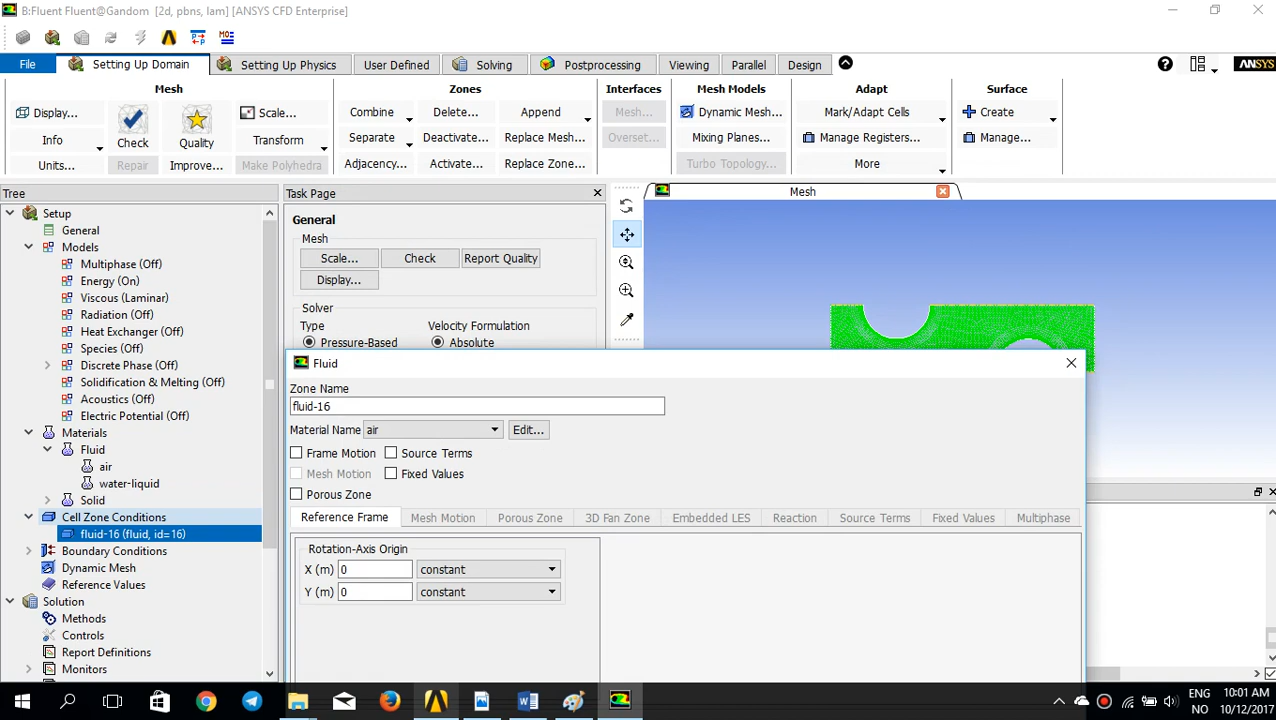 B:Fluent Fluent@Gandom [2d, pbns, lam] [ANSYS CFD Enterprise]
File Setting Up Domain Setting Up Physics User Defined Solving Postprocessing Viewing Parallel Design ANSYS
Mesh Zones Interfaces Mesh Models Adapt Surface
Display... Scale... Combine Delete... Append Mesh... Dynamic Mesh... Mark/Adapt Cells Create
Info Check Quality Transform Separate Deactivate... Replace Mesh... Overset... Mixing Planes... Manage Registers... Manage...
Units... Repair Improve... Make Polyhedra Adjacency... Activate... Replace Zone... Turbo Topology... More
Tree
Setup
General
Models
Multiphase (Off)
Energy (On)
Viscous (Laminar)
Radiation (Off)
Heat Exchanger (Off)
Species (Off)
Discrete Phase (Off)
Solidification & Melting (Off)
Acoustics (Off)
Electric Potential (Off)
Materials
Fluid
air
water-liquid
Solid
Cell Zone Conditions
fluid-16 (fluid, id=16)
Boundary Conditions
Dynamic Mesh
Reference Values
Solution
Methods
Controls
Report Definitions
Monitors
Task Page
General
Mesh
Scale... Check Report Quality
Display...
Solver
Type Velocity Formulation
Pressure-Based Absolute
Mesh
Fluid
Zone Name
fluid-16
Material Name air Edit...
Frame Motion Source Terms
Mesh Motion Fixed Values
Porous Zone
Reference Frame Mesh Motion Porous Zone 3D Fan Zone Embedded LES Reaction Source Terms Fixed Values Multiphase
Rotation-Axis Origin
X (m) 0 constant
Y (m) 0 constant
ENG 10:01 AM
NO 10/12/2017